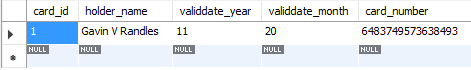 card_id holder_name validdate_year validdate_month card_number
1 Gavin V Randles 11 20 6483749573638493
NULL NULL NULL NULL NULL